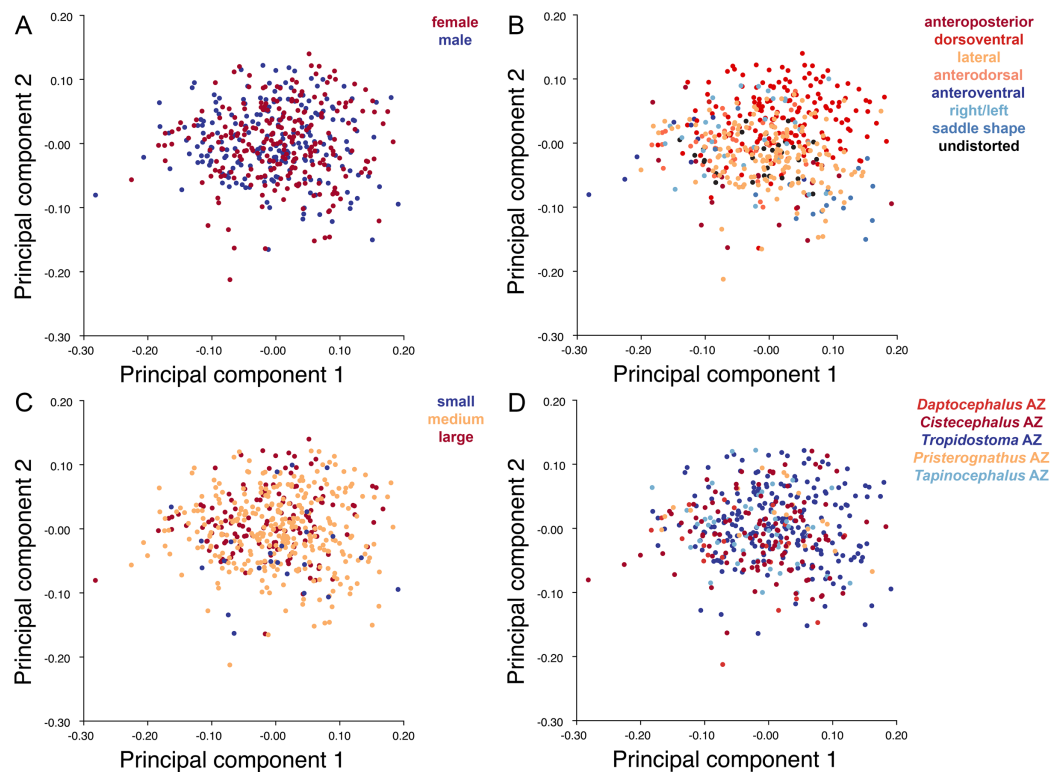 A
female
male
Principal component 2
0.20
0.10
-0.00
-0.10
-0.20
-0.30
-0.30
-0.20
-0.10
-0.00
0.10
0.20
Principal component 1
B
anteroposterior
dorsoventral
lateral
anterodorsal
anteroventral
right/left
saddle shape
undistorted
Principal component 2
0.20
0.10
-0.00
-0.10
-0.20
-0.30
-0.30
-0.20
-0.10
-0.00
0.10
0.20
Principal component 1
C
small
medium
large
Principal component 2
0.20
0.10
-0.00
-0.10
-0.20
-0.30
-0.30
-0.20
-0.10
-0.00
0.10
0.20
Principal component 1
D
Daptocephalus AZ
Cistecephalus AZ
Tropidostoma AZ
Pristerognathus AZ
Tapinocephalus AZ
Principal component 2
0.20
0.10
-0.00
-0.10
-0.20
-0.30
-0.30
-0.20
-0.10
-0.00
0.10
0.20
Principal component 1